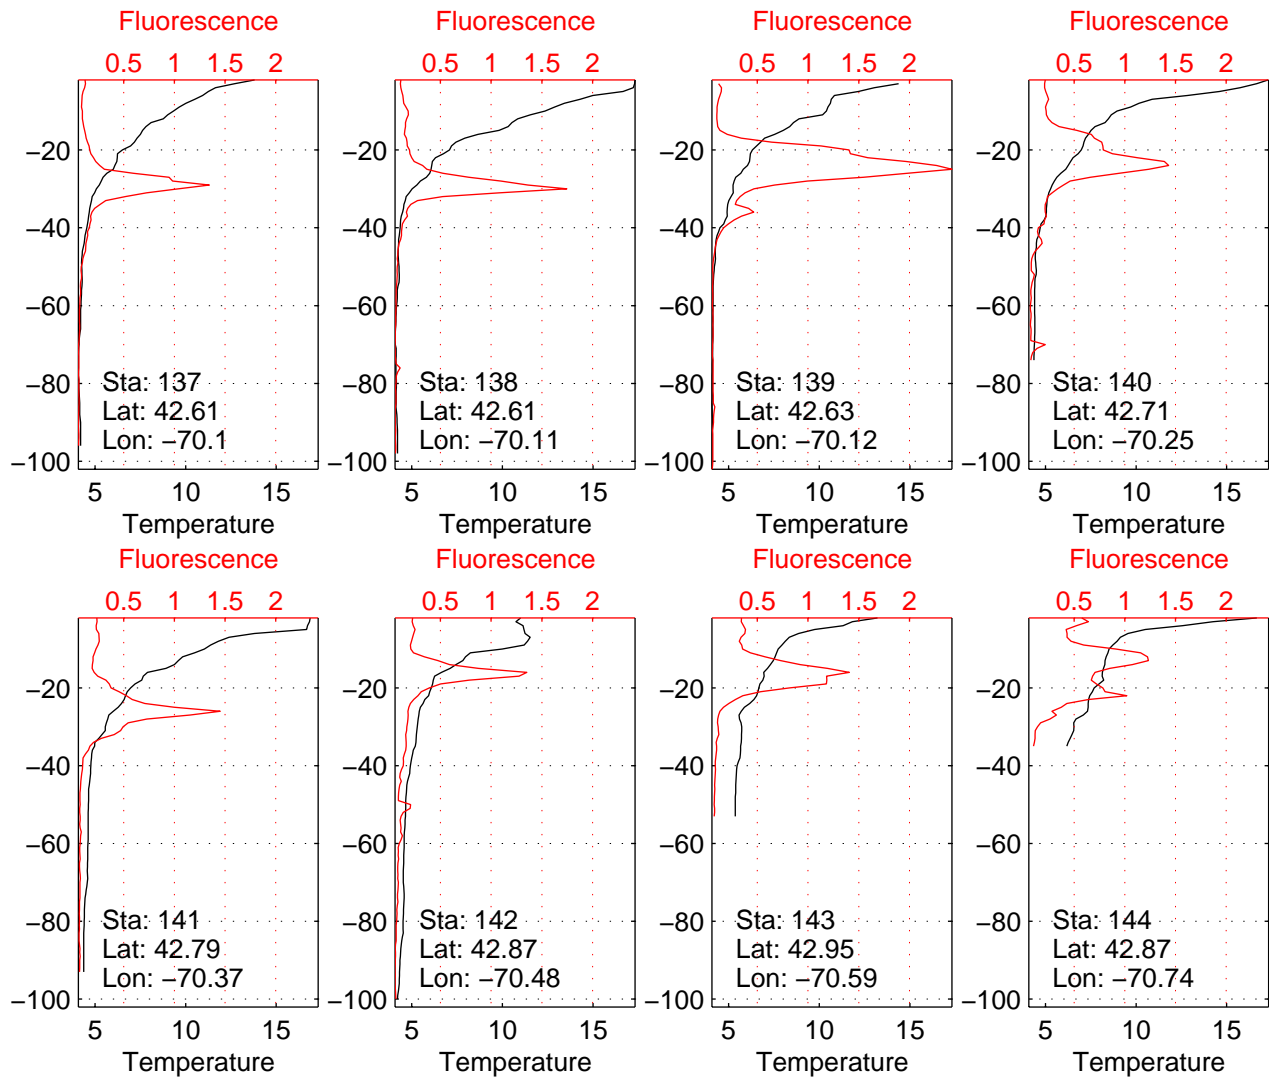 Fluorescence Fluorescence Fluorescence Fluorescence
0.5 1 1.5 2 0.5 1 1.5 2 0.5 1 1.5 2 0.5 1 1.5 2
−20 −20 −20 −20
−40 −40 −40 −40
−60 −60 −60 −60
−80 −80 −80 −80
Sta: 137 Sta: 138 Sta: 139 Sta: 140
Lat: 42.61 Lat: 42.61 Lat: 42.63 Lat: 42.71
Lon: −70.1 Lon: −70.11 Lon: −70.12 Lon: −70.25
−100 −100 −100 −100
5 10 15 5 10 15 5 10 15 5 10 15
Temperature Temperature Temperature Temperature
Fluorescence Fluorescence Fluorescence Fluorescence
0.5 1 1.5 2 0.5 1 1.5 2 0.5 1 1.5 2 0.5 1 1.5 2
−20 −20 −20 −20
−40 −40 −40 −40
−60 −60 −60 −60
−80 −80 −80 −80
Sta: 141 Sta: 142 Sta: 143 Sta: 144
Lat: 42.79 Lat: 42.87 Lat: 42.95 Lat: 42.87
Lon: −70.37 Lon: −70.48 Lon: −70.59 Lon: −70.74
−100 −100 −100 −100
5 10 15 5 10 15 5 10 15 5 10 15
Temperature Temperature Temperature Temperature